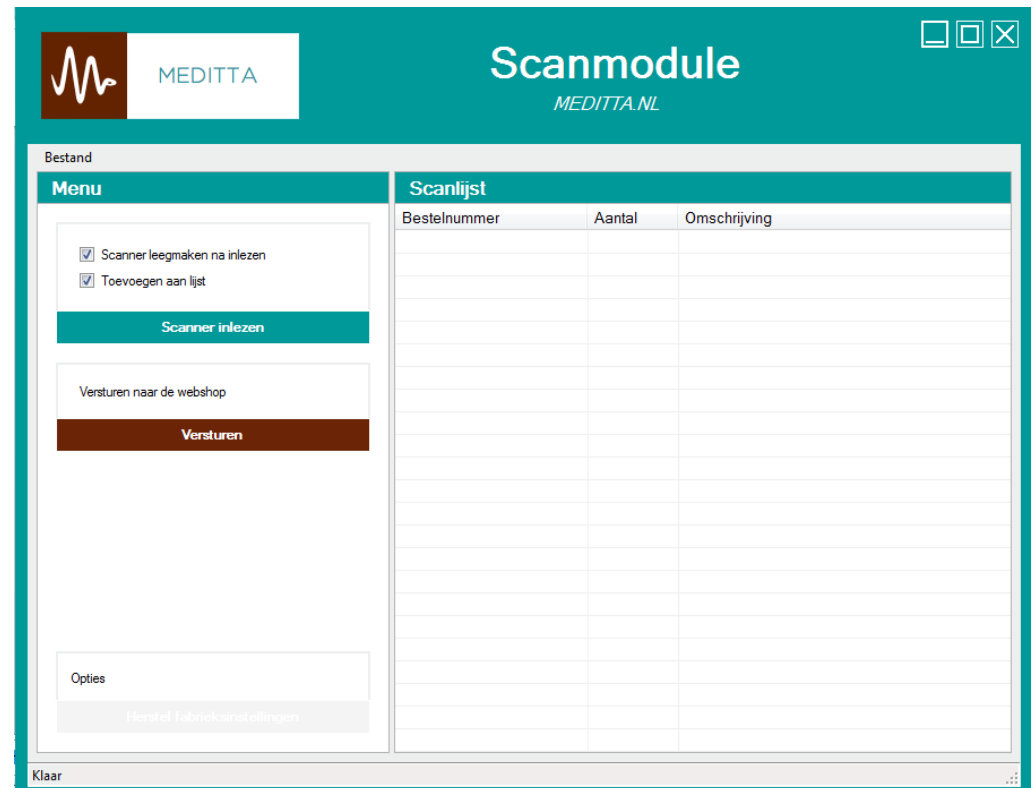 MEDITTA
Scanmodule
MEDITTA.NL
Bestand
Menu
Scanner leegmaken na inlezen
Toevoegen aan lijst
Scanner inlezen
Versturen naar de webshop
Versturen
Opties
Herstel fabrieksinstellingen
Scanlijst
Bestelnummer Aantal Omschrijving
Klaar